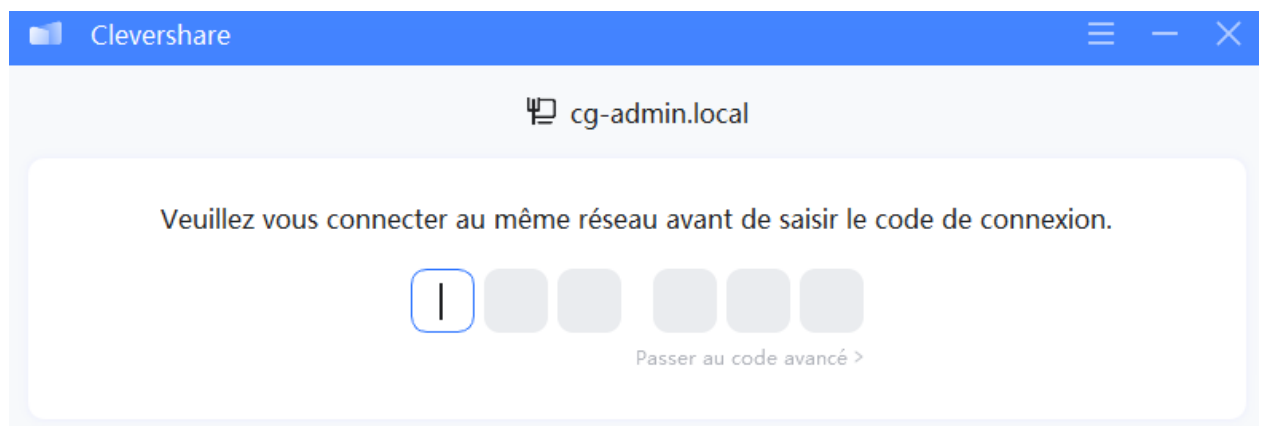 Clevershare
cg-admin.local
Veuillez vous connecter au même réseau avant de saisir le code de connexion.
Passer au code avancé >